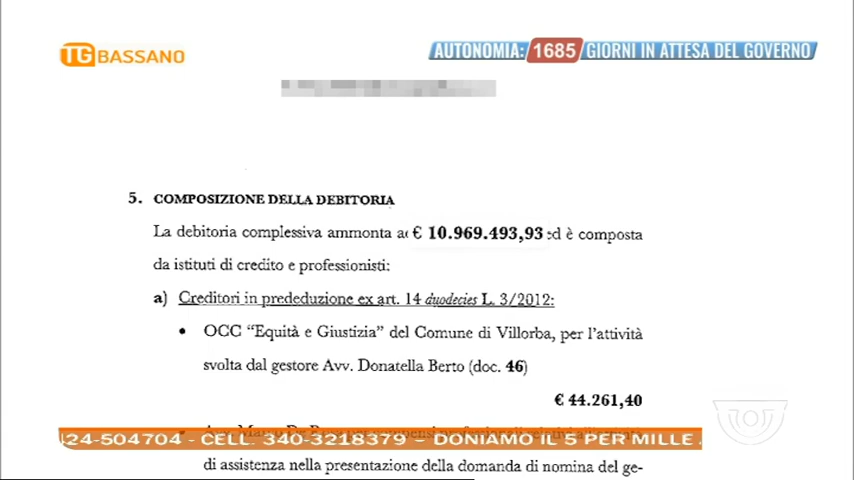 TG BASSANO
AUTONOMIA: 1685 GIORNI IN ATTESA DEL GOVERNO
5. COMPOSIZIONE DELLA DEBITORIA
La debitoria complessiva ammonta a € 10.969.493,93 ed è composta
da istituti di credito e professionisti:
a) Creditori in prededuzione ex art. 14 duodecies L. 3/2012:
• OCC “Equità e Giustizia” del Comune di Villorba, per l’attività
svolta dal gestore Avv. Donatella Berto (doc. 46)
€ 44.261,40
24-504704 - CELL. 340-3218379 - DONIAMO IL 5 PER MILLE
di assistenza nella presentazione della domanda di nomina del ge-